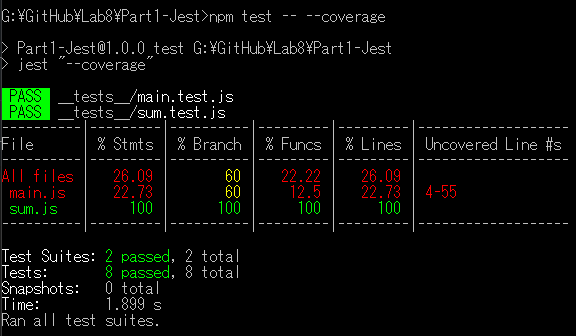 G:¥GitHub¥Lab8¥Part1-Jest>npm test -- --coverage
> Part1-Jest@1.0.0 test G:¥GitHub¥Lab8¥Part1-Jest
> jest "--coverage"
PASS __tests__/main.test.js
PASS __tests__/sum.test.js
----------|---------|----------|---------|---------|-------------------
File | % Stmts | % Branch | % Funcs | % Lines | Uncovered Line #s
----------|---------|----------|---------|---------|-------------------
All files | 26.09 | 60 | 22.22 | 26.09 |
main.js | 22.73 | 60 | 12.5 | 22.73 | 4-55
sum.js | 100 | 100 | 100 | 100 |
----------|---------|----------|---------|---------|-------------------
Test Suites: 2 passed, 2 total
Tests: 8 passed, 8 total
Snapshots: 0 total
Time: 1.899 s
Ran all test suites.